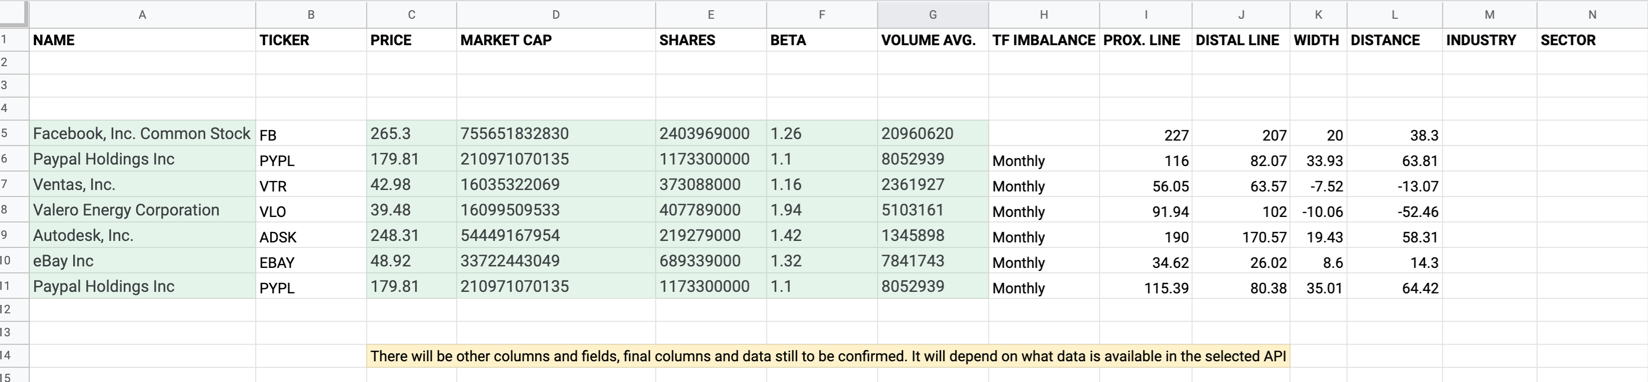 A B C D E F G H I J K L M N
1 NAME TICKER PRICE MARKET CAP SHARES BETA VOLUME AVG. TF IMBALANCE PROX. LINE DISTAL LINE WIDTH DISTANCE INDUSTRY SECTOR
2
3
4
5 Facebook, Inc. Common Stock FB 265.3 755651832830 2403969000 1.26 20960620 227 207 20 38.3
6 Paypal Holdings Inc PYPL 179.81 210971070135 1173300000 1.1 8052939 Monthly 116 82.07 33.93 63.81
7 Ventas, Inc. VTR 42.98 16035322069 373088000 1.16 2361927 Monthly 56.05 63.57 -7.52 -13.07
8 Valero Energy Corporation VLO 39.48 16099509533 407789000 1.94 5103161 Monthly 91.94 102 -10.06 -52.46
9 Autodesk, Inc. ADSK 248.31 54449167954 219279000 1.42 1345898 Monthly 190 170.57 19.43 58.31
10 eBay Inc EBAY 48.92 33722443049 689339000 1.32 7841743 Monthly 34.62 26.02 8.6 14.3
11 Paypal Holdings Inc PYPL 179.81 210971070135 1173300000 1.1 8052939 Monthly 115.39 80.38 35.01 64.42
12
13
14 There will be other columns and fields, final columns and data still to be confirmed. It will depend on what data is available in the selected API
15